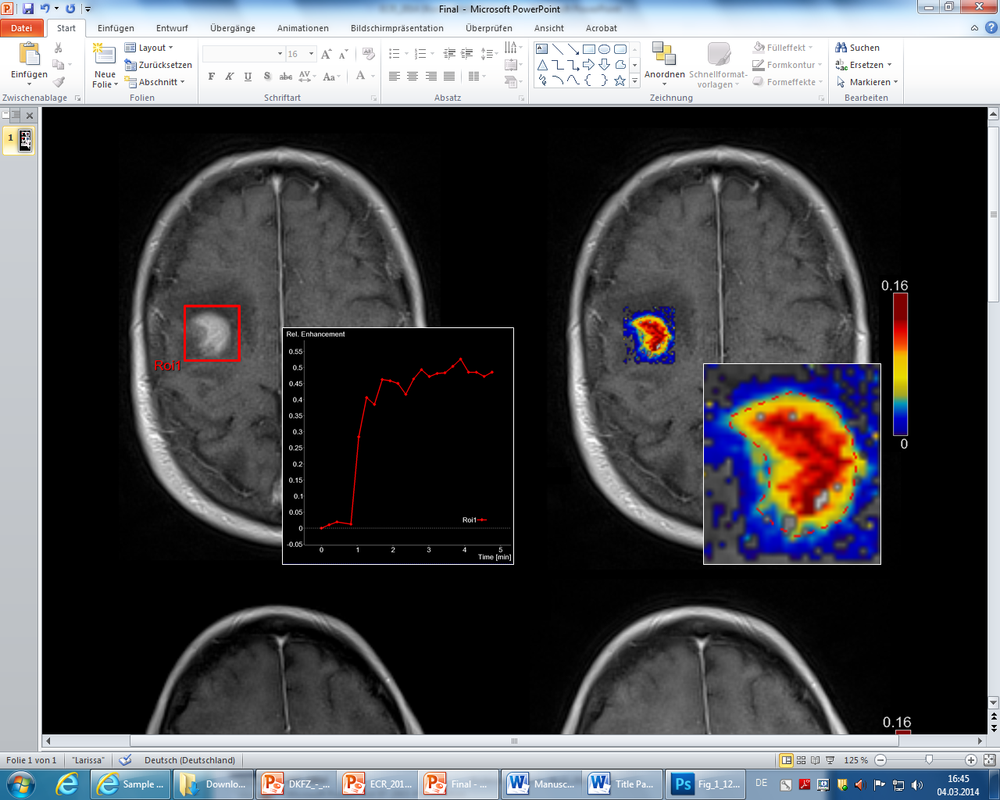 Final - Microsoft PowerPoint
Datei Start Einfügen Entwurf Übergänge Animationen Bildschirmpräsentation Überprüfen Ansicht Acrobat
Einfügen
Zwischenablage
Neue
Folie
Layout
Zurücksetzen
Abschnitt
Folien
16
F K U S abc AV Aa A
Schriftart
Absatz
Anordnen
Schnellformat-
vorlagen
Fülleffekt
Formkontur
Formeffekte
Zeichnung
Suchen
Ersetzen
Markieren
Bearbeiten
1
Roi1
Rel. Enhancement
0.55
0.5
0.45
0.4
0.35
0.3
0.25
0.2
0.15
0.1
0.05
0
-0.05
Roi1
0 1 2 3 4 5
Time [min]
0.16
0
0.16
Folie 1 von 1 "Larissa" Deutsch (Deutschland) 125 %
Sample ... Downlo... DKFZ_-_... ECR_201... Final - ... Manusc... Title Pa... Fig_1_12... DE
16:45
04.03.2014